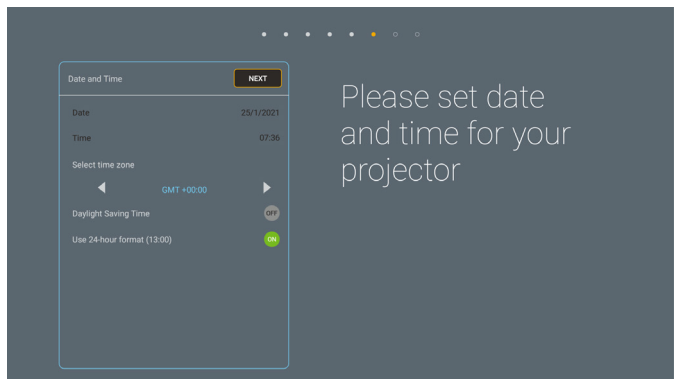 Date and Time
NEXT
Date
25/1/2021
Time
07:36
Select time zone
GMT +00:00
Daylight Saving Time
OFF
Use 24-hour format (13:00)
ON
Please set date
and time for your
projector